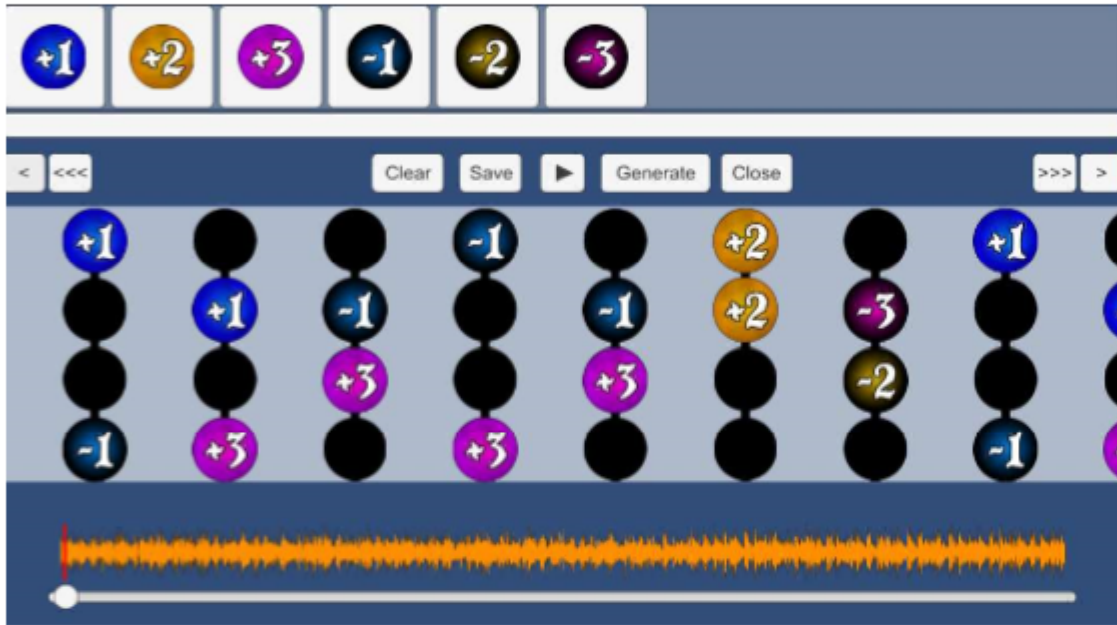 +1 +2 +3 -1 -2 -3
< <<< Clear Save Generate Close >>> >
+1 -1 +2 +1
+1 -1 -1 +2 -3
+3 +3 -2
-1 +3 +3 -1